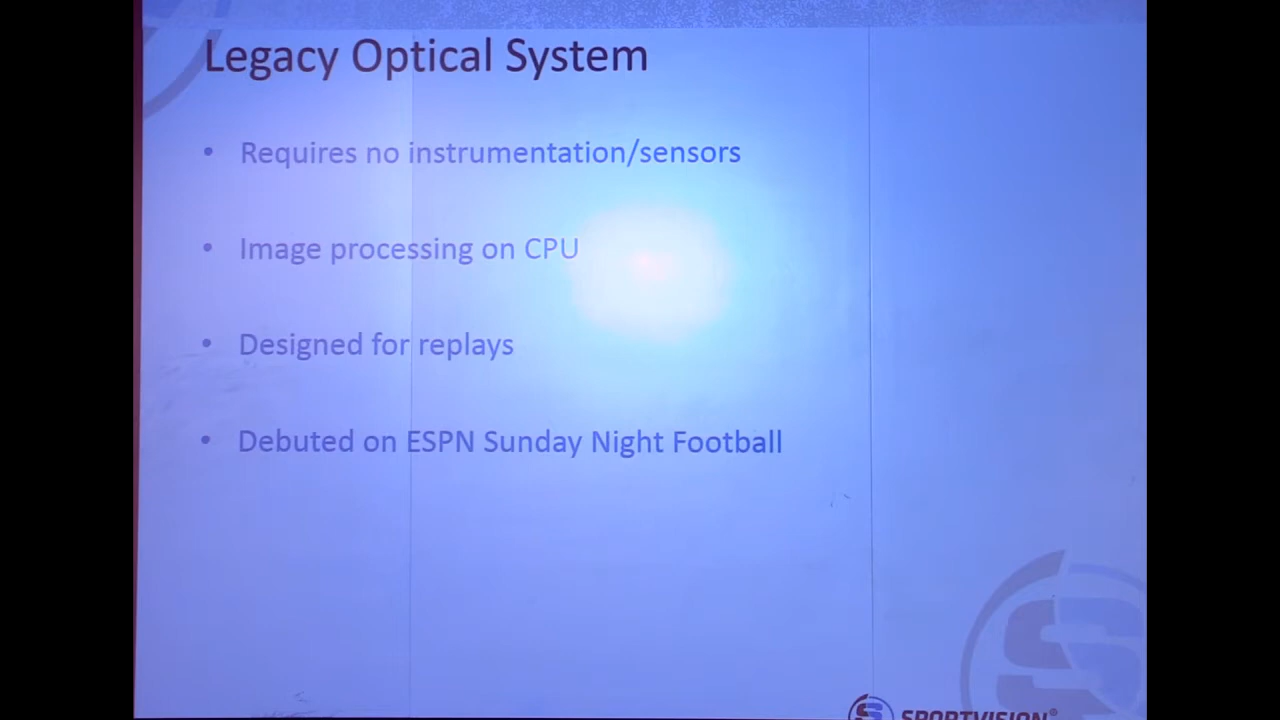 Legacy Optical System
• Requires no instrumentation/sensors
• Image processing on CPU
• Designed for replays
• Debuted on ESPN Sunday Night Football
SPORTVISION®